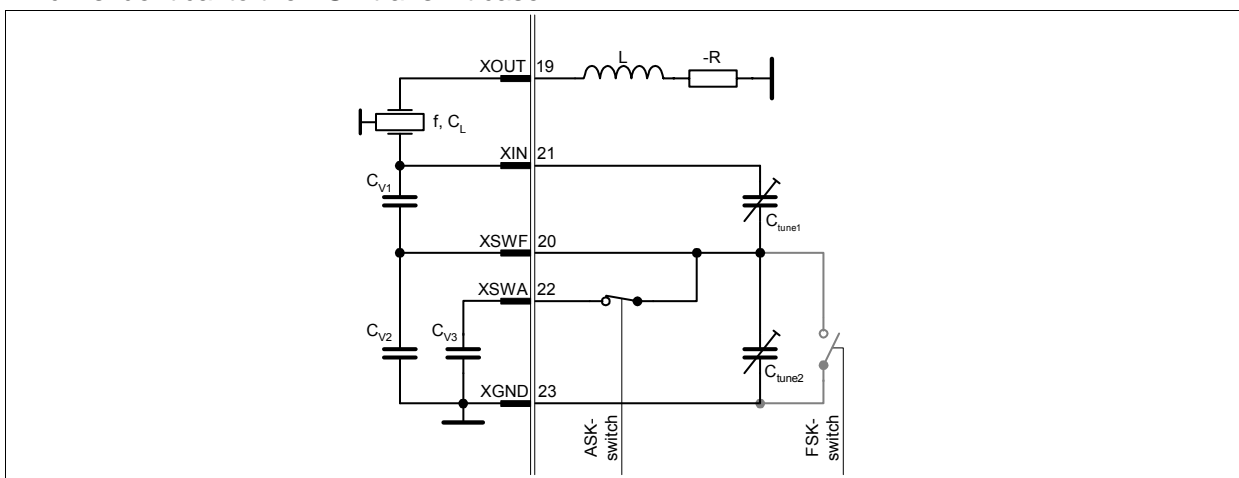 XOUT 19 L -R
f, CL
XIN 21
CV1
Ctune1
XSWF 20
XSWA 22
CV2 CV3
Ctune2
XGND 23
ASK-
switch
FSK-
switch